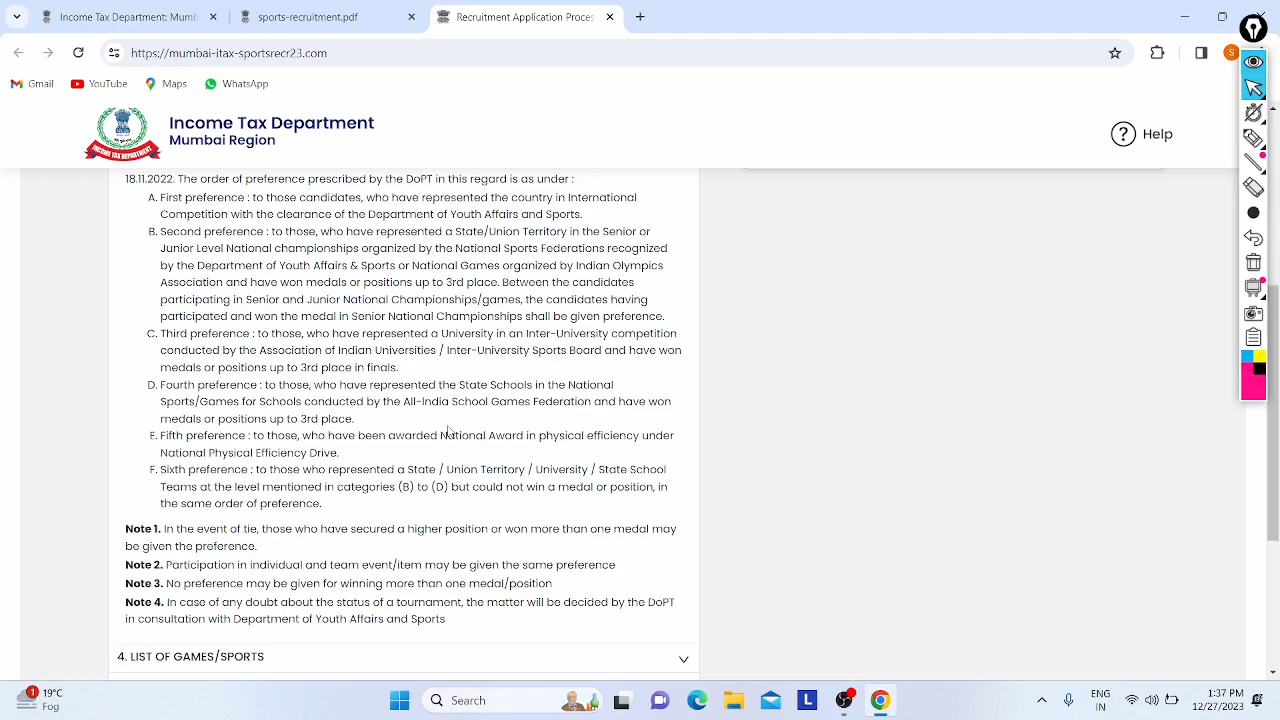 Income Tax Department: Mumb
sports-recruitment.pdf
Recruitment Application Proces
https://mumbai-itax-sportsrecr23.com
S
Gmail
YouTube
Maps
WhatsApp
Income Tax Department
Mumbai Region
INCOME TAX DEPARTMENT
? Help
18.11.2022. The order of preference prescribed by the DoPT in this regard is as under :
A. First preference : to those candidates, who have represented the country in International
Competition with the clearance of the Department of Youth Affairs and Sports.
B. Second preference : to those, who have represented a State/Union Territory in the Senior or
Junior Level National championships organized by the National Sports Federations recognized
by the Department of Youth Affairs & Sports or National Games organized by Indian Olympics
Association and have won medals or positions up to 3rd place. Between the candidates
participating in Senior and Junior National Championships/games, the candidates having
participated and won the medal in Senior National Championships shall be given preference.
C. Third preference : to those, who have represented a University in an Inter-University competition
conducted by the Association of Indian Universities / Inter-University Sports Board and have won
medals or positions up to 3rd place in finals.
D. Fourth preference : to those, who have represented the State Schools in the National
Sports/Games for Schools conducted by the All-India School Games Federation and have won
medals or positions up to 3rd place.
E. Fifth preference : to those, who have been awarded National Award in physical efficiency under
National Physical Efficiency Drive.
F. Sixth preference : to those who represented a State / Union Territory / University / State School
Teams at the level mentioned in categories (B) to (D) but could not win a medal or position, in
the same order of preference.
Note 1. In the event of tie, those who have secured a higher position or won more than one medal may
be given the preference.
Note 2. Participation in individual and team event/item may be given the same preference
Note 3. No preference may be given for winning more than one medal/position
Note 4. In case of any doubt about the status of a tournament, the matter will be decided by the DoPT
in consultation with Department of Youth Affairs and Sports
4. LIST OF GAMES/SPORTS
1
19°C
Fog
Search
L
ENG
IN
1:37 PM
12/27/2023